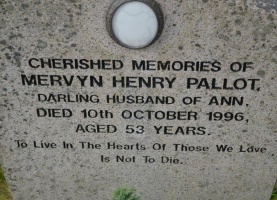 CHERISHED MEMORIES OF
MERVYN HENRY PALLOT,
DARLING HUSBAND OF ANN.
DIED 10th OCTOBER 1996,
AGED 53 YEARS.
To Live In The Hearts Of Those We Love
Is Not To Die.